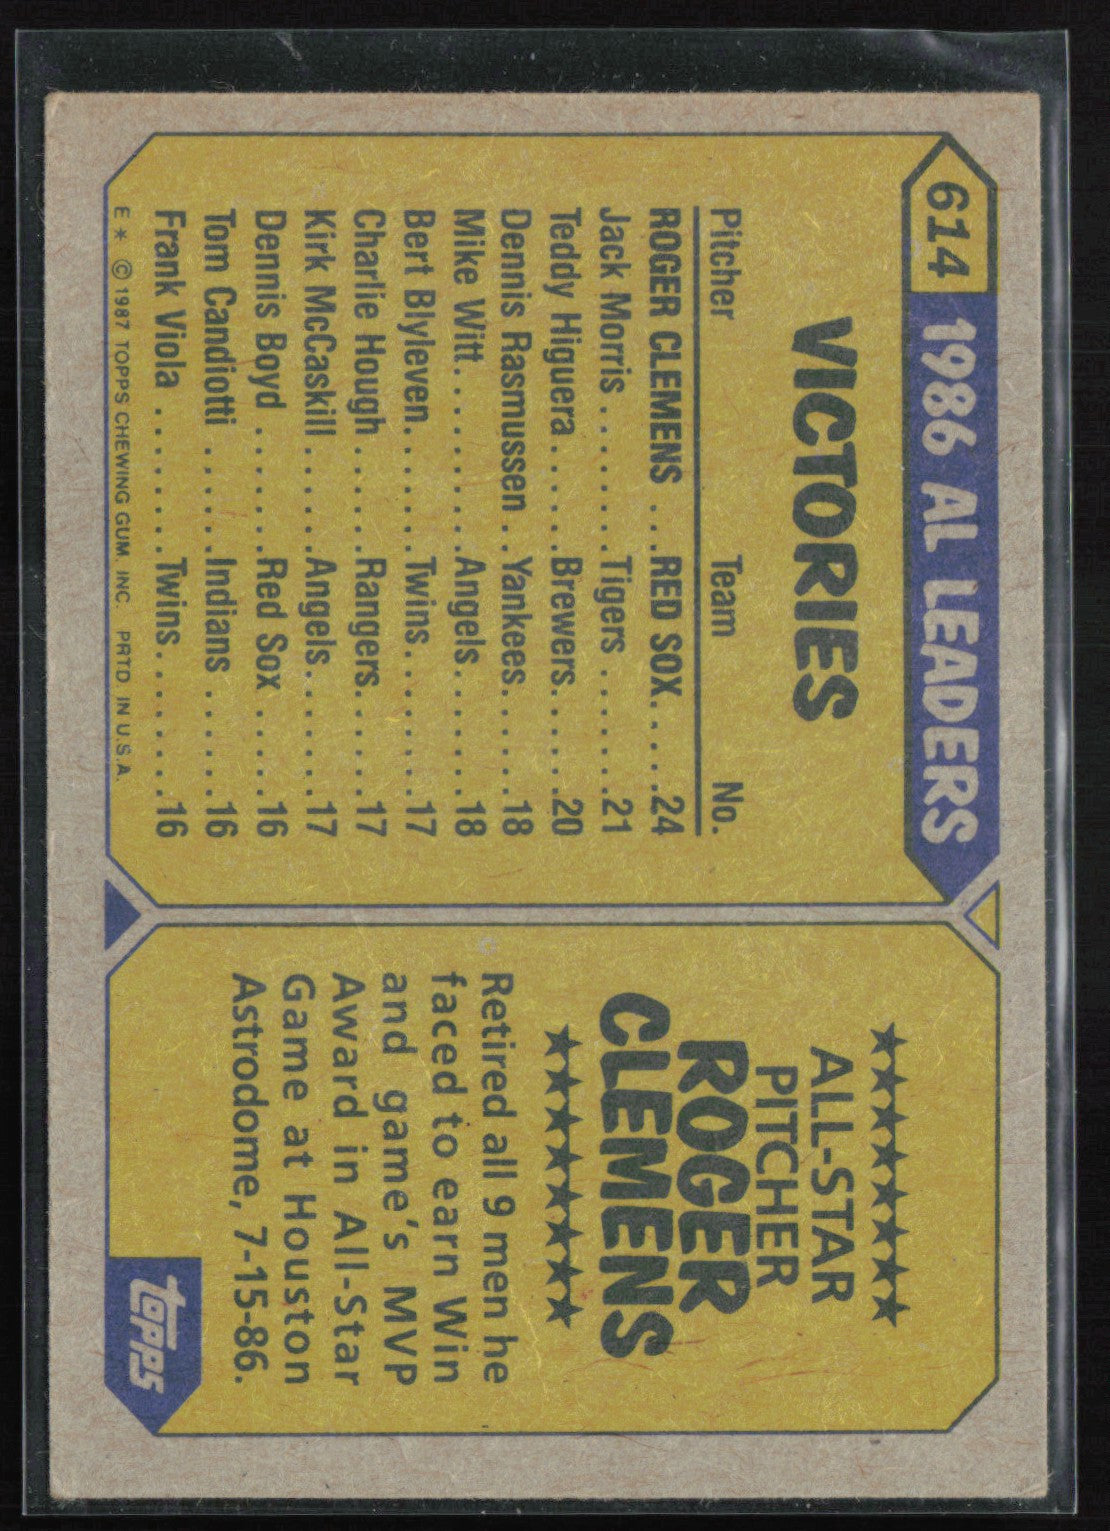 614 1986 AL LEADERS
VICTORIES
Pitcher Team No.
ROGER CLEMENS . . .RED SOX. . . .24
Jack Morris . . . . . . .Tigers . . . . . .21
Teddy Higuera . . . . .Brewers. . . . .20
Dennis Rasmussen . .Yankees. . . . .18
Mike Witt. . . . . . . . .Angels. . . . . .18
Bert Blyleven. . . . . . .Twins. . . . . .17
Charlie Hough . . . . .Rangers. . . . .17
Kirk McCaskill . . . . .Angels. . . . . .17
Dennis Boyd . . . . . .Red Sox . . . . .16
Tom Candiotti . . . . .Indians . . . . .16
Frank Viola . . . . . . .Twins. . . . . .16
E* © 1987 TOPPS CHEWING GUM, INC. PRTD. IN U.S.A.
ALL-STAR
PITCHER
ROGER
CLEMENS
Retired all 9 men he
faced to earn Win
and game's MVP
Award in All-Star
Game at Houston
Astrodome, 7-15-86.
topps